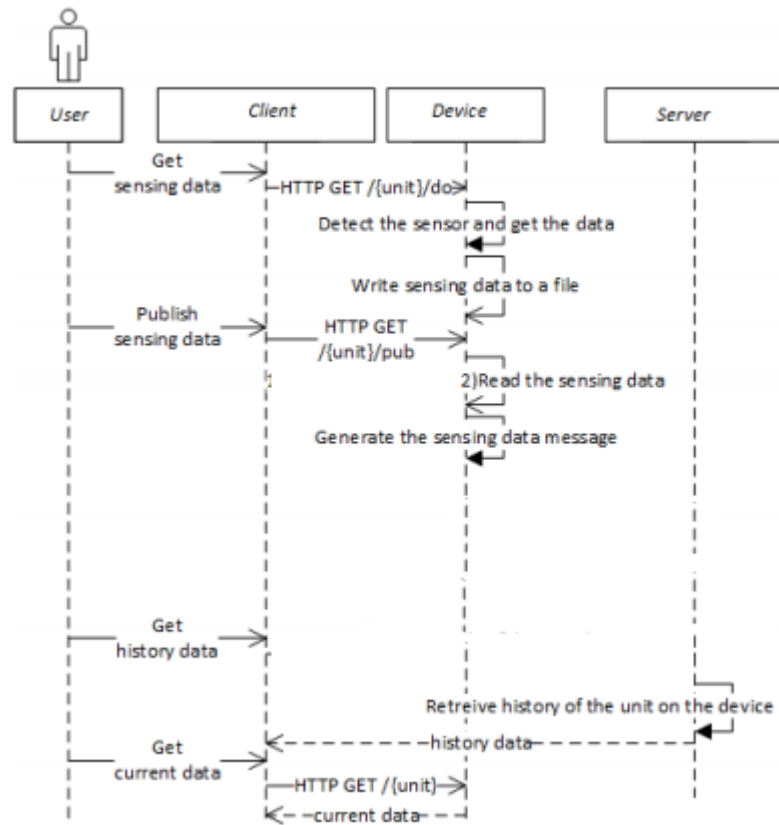 User
Client
Device
Server
Get
sensing data
HTTP GET /{unit}/do
Detect the sensor and get the data
Write sensing data to a file
Publish
sensing data
HTTP GET
/{unit}/pub
2)Read the sensing data
Generate the sensing data message
Get
history data
Retreive history of the unit on the device
history data
Get
current data
HTTP GET /{unit}
current data